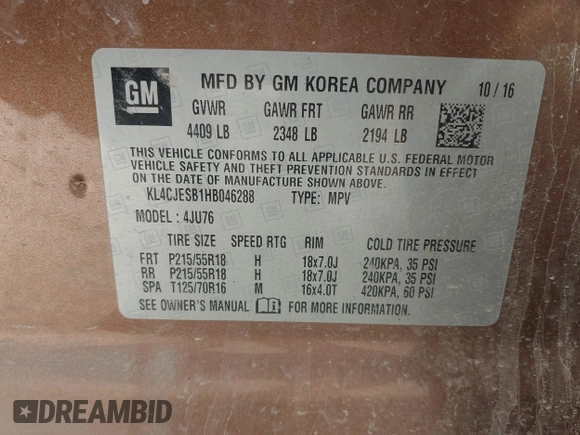 GM
MFD BY GM KOREA COMPANY 10 / 16
GVWR GAWR FRT GAWR RR
4409 LB 2348 LB 2194 LB
THIS VEHICLE CONFORMS TO ALL APPLICABLE U.S. FEDERAL MOTOR
VEHICLE SAFETY AND THEFT PREVENTION STANDARDS IN EFFECT
ON THE DATE OF MANUFACTURE SHOWN ABOVE.
KL4CJESB1HB046288 TYPE: MPV
MODEL : 4JU76
TIRE SIZE SPEED RTG RIM COLD TIRE PRESSURE
FRT P215/55R18 H 18x7.0J 240KPA, 35 PSI
RR P215/55R18 H 18x7.0J 240KPA, 35 PSI
SPA T125/70R16 M 16x4.0T 420KPA, 60 PSI
SEE OWNER'S MANUAL FOR MORE INFORMATION.
DREAMBID